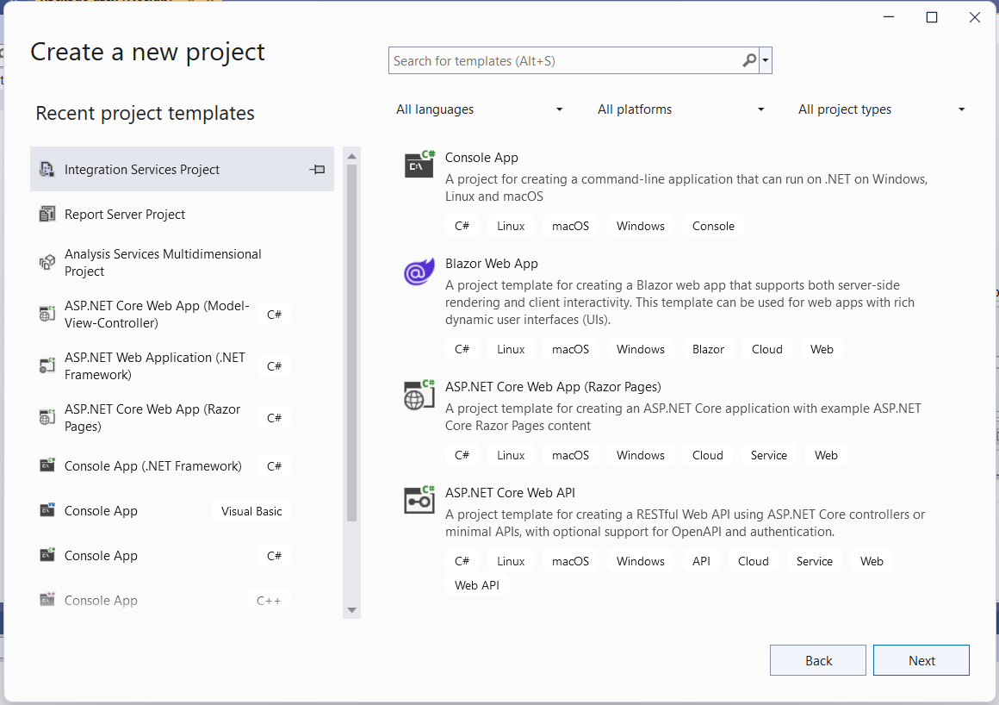 Create a new project
Search for templates (Alt+S)
Recent project templates
All languages
All platforms
All project types
Integration Services Project
Report Server Project
Analysis Services Multidimensional
Project
ASP.NET Core Web App (Model-
View-Controller)
C#
ASP.NET Web Application (.NET
Framework)
C#
ASP.NET Core Web App (Razor
Pages)
C#
Console App (.NET Framework)
C#
Console App
Visual Basic
Console App
C#
Console App
C++
Console App
A project for creating a command-line application that can run on .NET on Windows,
Linux and macOS
C# Linux macOS Windows Console
Blazor Web App
A project template for creating a Blazor web app that supports both server-side
rendering and client interactivity. This template can be used for web apps with rich
dynamic user interfaces (UIs).
C# Linux macOS Windows Blazor Cloud Web
ASP.NET Core Web App (Razor Pages)
A project template for creating an ASP.NET Core application with example ASP.NET
Core Razor Pages content
C# Linux macOS Windows Cloud Service Web
ASP.NET Core Web API
A project template for creating a RESTful Web API using ASP.NET Core controllers or
minimal APIs, with optional support for OpenAPI and authentication.
C# Linux macOS Windows API Cloud Service Web
Web API
Back
Next